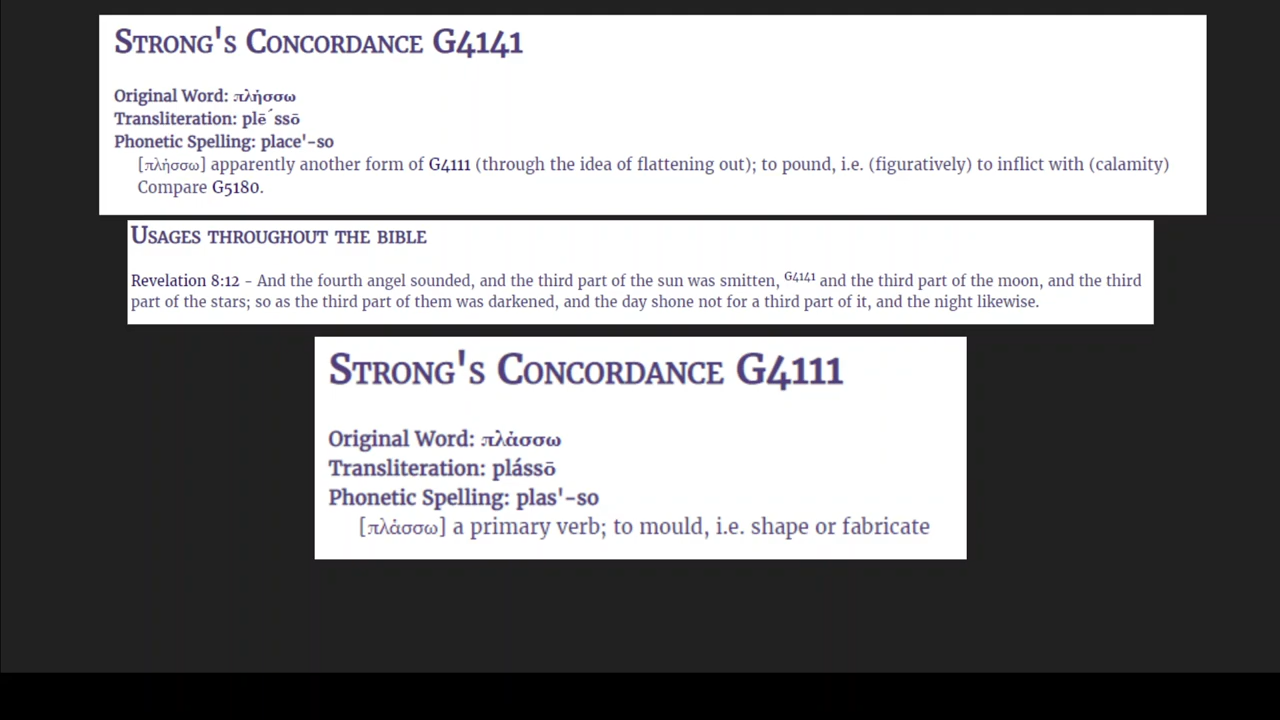 Strong's Concordance G4141
Original Word: πλήσσω
Transliteration: plḗssō
Phonetic Spelling: place'-so
[πλήσσω] apparently another form of G4111 (through the idea of flattening out); to pound, i.e. (figuratively) to inflict with (calamity)
Compare G5180.
Usages throughout the bible
Revelation 8:12 - And the fourth angel sounded, and the third part of the sun was smitten, G4141 and the third part of the moon, and the third
part of the stars; so as the third part of them was darkened, and the day shone not for a third part of it, and the night likewise.
Strong's Concordance G4111
Original Word: πλάσσω
Transliteration: plássō
Phonetic Spelling: plas'-so
[πλάσσω] a primary verb; to mould, i.e. shape or fabricate